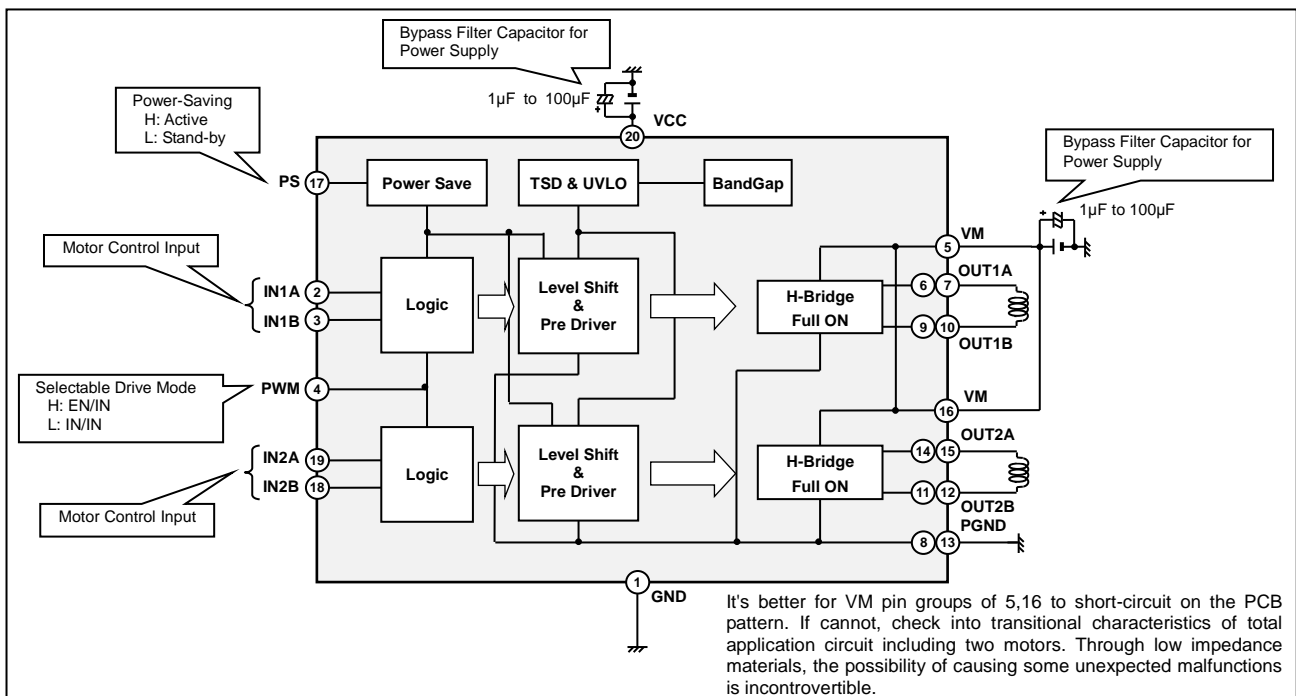 Bypass Filter Capacitor for
Power Supply
1µF to 100µF
+
VCC
20
Power-Saving
H: Active
L: Stand-by
Bypass Filter Capacitor for
Power Supply
+
1µF to 100µF
PS 17
Power Save
TSD & UVLO
BandGap
Motor Control Input
IN1A 2
IN1B 3
Logic
Level Shift
&
Pre Driver
H-Bridge
Full ON
VM
5
OUT1A
6 7
9 10
OUT1B
Selectable Drive Mode
H: EN/IN
L: IN/IN
PWM 4
VM
16
IN2A 19
IN2B 18
Logic
Level Shift
&
Pre Driver
H-Bridge
Full ON
OUT2A
14 15
11 12
OUT2B
PGND
8 13
Motor Control Input
1
GND
It's better for VM pin groups of 5,16 to short-circuit on the PCB
pattern. If cannot, check into transitional characteristics of total
application circuit including two motors. Through low impedance
materials, the possibility of causing some unexpected malfunctions
is incontrovertible.